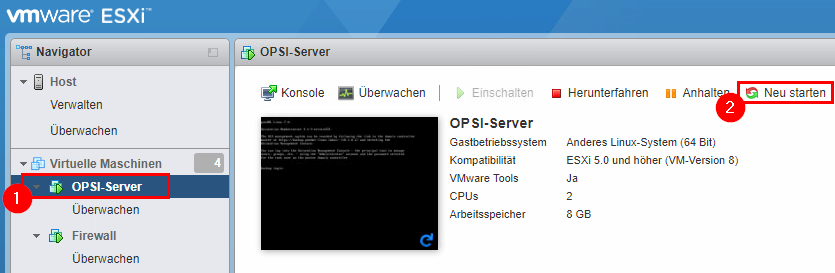 vmware ESXi™
Navigator
OPSI-Server
Host
Verwalten
Überwachen
Virtuelle Maschinen 4
1 OPSI-Server
Überwachen
Firewall
Überwachen
Konsole Überwachen Einschalten Herunterfahren Anhalten 2 Neu starten
OPSI-Server
Gastbetriebssystem Anderes Linux-System (64 Bit)
Kompatibilität ESXi 5.0 und höher (VM-Version 8)
VMware Tools Ja
CPUs 2
Arbeitsspeicher 8 GB